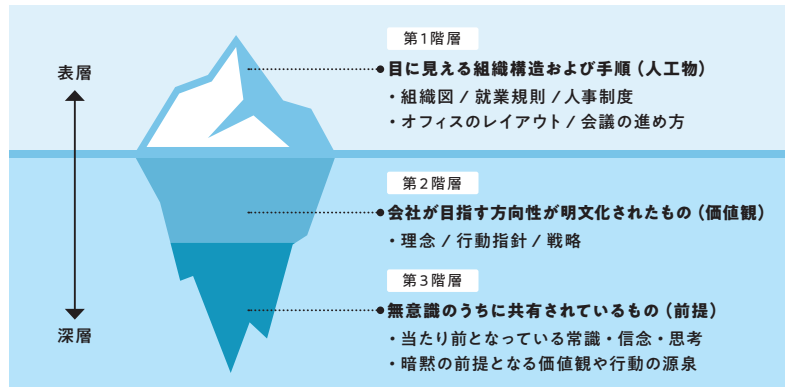 表層
深層
第1階層
目に見える組織構造および手順（人工物）
・組織図 / 就業規則 / 人事制度
・オフィスのレイアウト / 会議の進め方
第2階層
会社が目指す方向性が明文化されたもの（価値観）
・理念 / 行動指針 / 戦略
第3階層
無意識のうちに共有されているもの（前提）
・当たり前となっている常識・信念・思考
・暗黙の前提となる価値観や行動の源泉